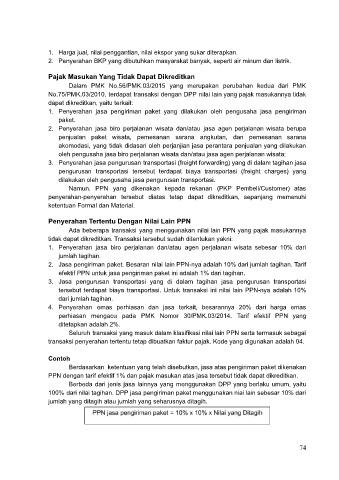 1. Harga jual, nilai penggantian, nilai ekspor yang sukar diterapkan.
2. Penyerahan BKP yang dibutuhkan masyarakat banyak, seperti air minum dan listrik.
Pajak Masukan Yang Tidak Dapat Dikreditkan
Dalam PMK No.56/PMK.03/2015 yang merupakan perubahan kedua dari PMK
No.75/PMK.03/2010, terdapat transaksi dengan DPP nilai lain yang pajak masukannya tidak
dapat dikreditkan, yaitu terkait:
1. Penyerahan jasa pengiriman paket yang dilakukan oleh pengusaha jasa pengiriman
paket.
2. Penyerahan jasa biro perjalanan wisata dan/atau jasa agen perjalanan wisata berupa
penjualan paket wisata, pemesanan sarana angkutan, dan pemesanan sarana
akomodasi, yang tidak didasari oleh perjanjian jasa perantara penjualan yang dilakukan
oleh pengusaha jasa biro perjalanan wisata dan/atau jasa agen perjalanan wisata;
3. Penyerahan jasa pengurusan transportasi (freight forwarding) yang di dalam tagihan jasa
pengurusan transportasi tersebut terdapat biaya transportasi (freight charges) yang
dilakukan oleh pengusaha jasa pengurusan transportasi.
Namun, PPN yang dikenakan kepada rekanan (PKP Pembeli/Customer) atas
penyerahan-penyerahan tersebut diatas tetap dapat dikreditkan, sepanjang memenuhi
ketentuan Formal dan Material.
Penyerahan Tertentu Dengan Nilai Lain PPN
Ada beberapa transaksi yang menggunakan nilai lain PPN yang pajak masukannya
tidak dapat dikreditkan. Transaksi tersebut sudah ditentukan yakni:
1. Penyerahan jasa biro perjalanan dan/atau agen perjalanan wisata sebesar 10% dari
jumlah tagihan.
2. Jasa pengiriman paket. Besaran nilai lain PPN-nya adalah 10% dari jumlah tagihan. Tarif
efektif PPN untuk jasa pengiriman paket ini adalah 1% dari tagihan.
3. Jasa pengurusan transportasi yang di dalam tagihan jasa pengurusan transportasi
tersebut terdapat biaya transportasi. Untuk transaksi ini nilai lain PPN-nya adalah 10%
dari jumlah tagihan.
4. Penyerahan emas perhiasan dan jasa terkait, besarannya 20% dari harga emas
perhiasan mengacu pada PMK Nomor 30/PMK.03/2014. Tarif efektif PPN yang
ditetapkan adalah 2%.
Seluruh transaksi yang masuk dalam klasifikasi nilai lain PPN serta termasuk sebagai
transaksi penyerahan tertentu tetap dibuatkan faktur pajak. Kode yang digunakan adalah 04.
Contoh
Berdasarkan ketentuan yang telah disebutkan, jasa atas pengiriman paket dikenakan
PPN dengan tarif efektif 1% dan pajak masukan atas jasa tersebut tidak dapat dikreditkan.
Berbeda dari jenis jasa lainnya yang menggunakan DPP yang berlaku umum, yaitu
100% dari nilai tagihan. DPP jasa pengiriman paket menggunakan niai lain sebesar 10% dari
jumlah yang ditagih atau jumlah yang seharusnya ditagih.
PPN jasa pengiriman paket = 10% x 10% x Nilai yang Ditagih
74